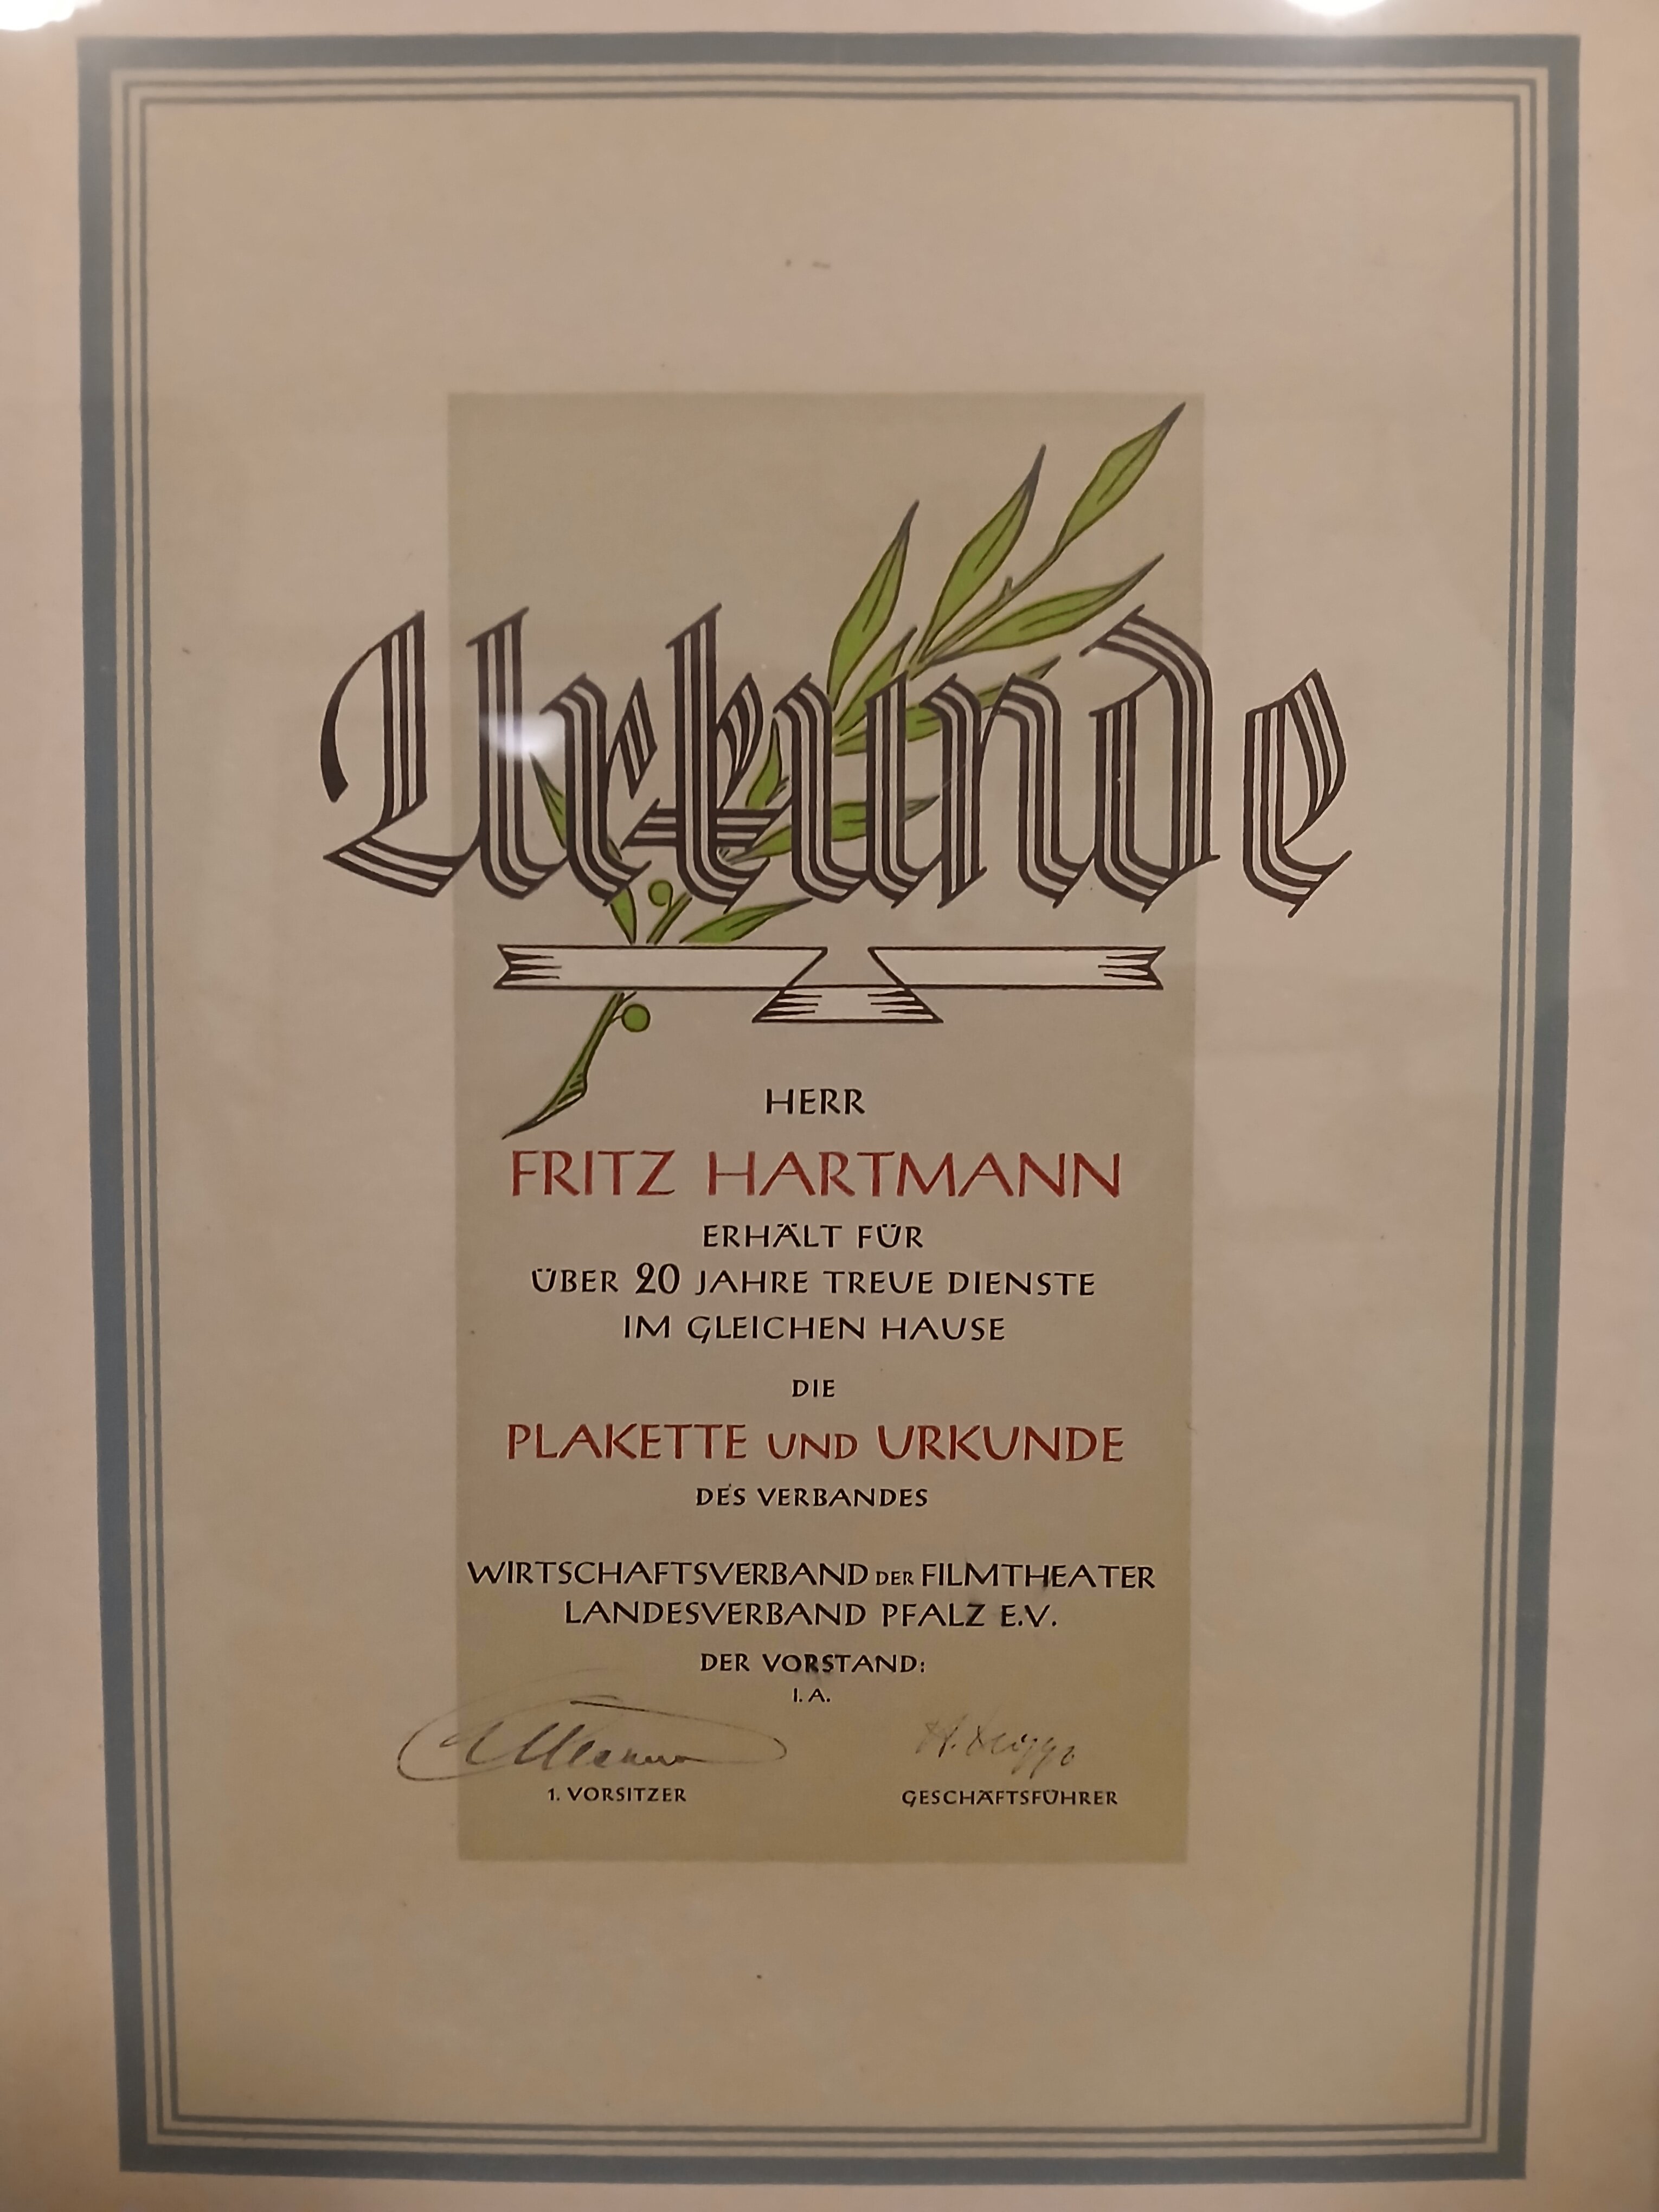 Urkunde
HERR
FRITZ HARTMANN
ERHÄLT FÜR
ÜBER 20 JAHRE TREUE DIENSTE
IM GLEICHEN HAUSE
DIE
PLAKETTE UND URKUNDE
DES VERBANDES
WIRTSCHAFTSVERBAND DER FILMTHEATER
LANDESVERBAND PFALZ E.V.
DER VORSTAND:
I. A.
1. VORSITZER GESCHÄFTSFÜHRER